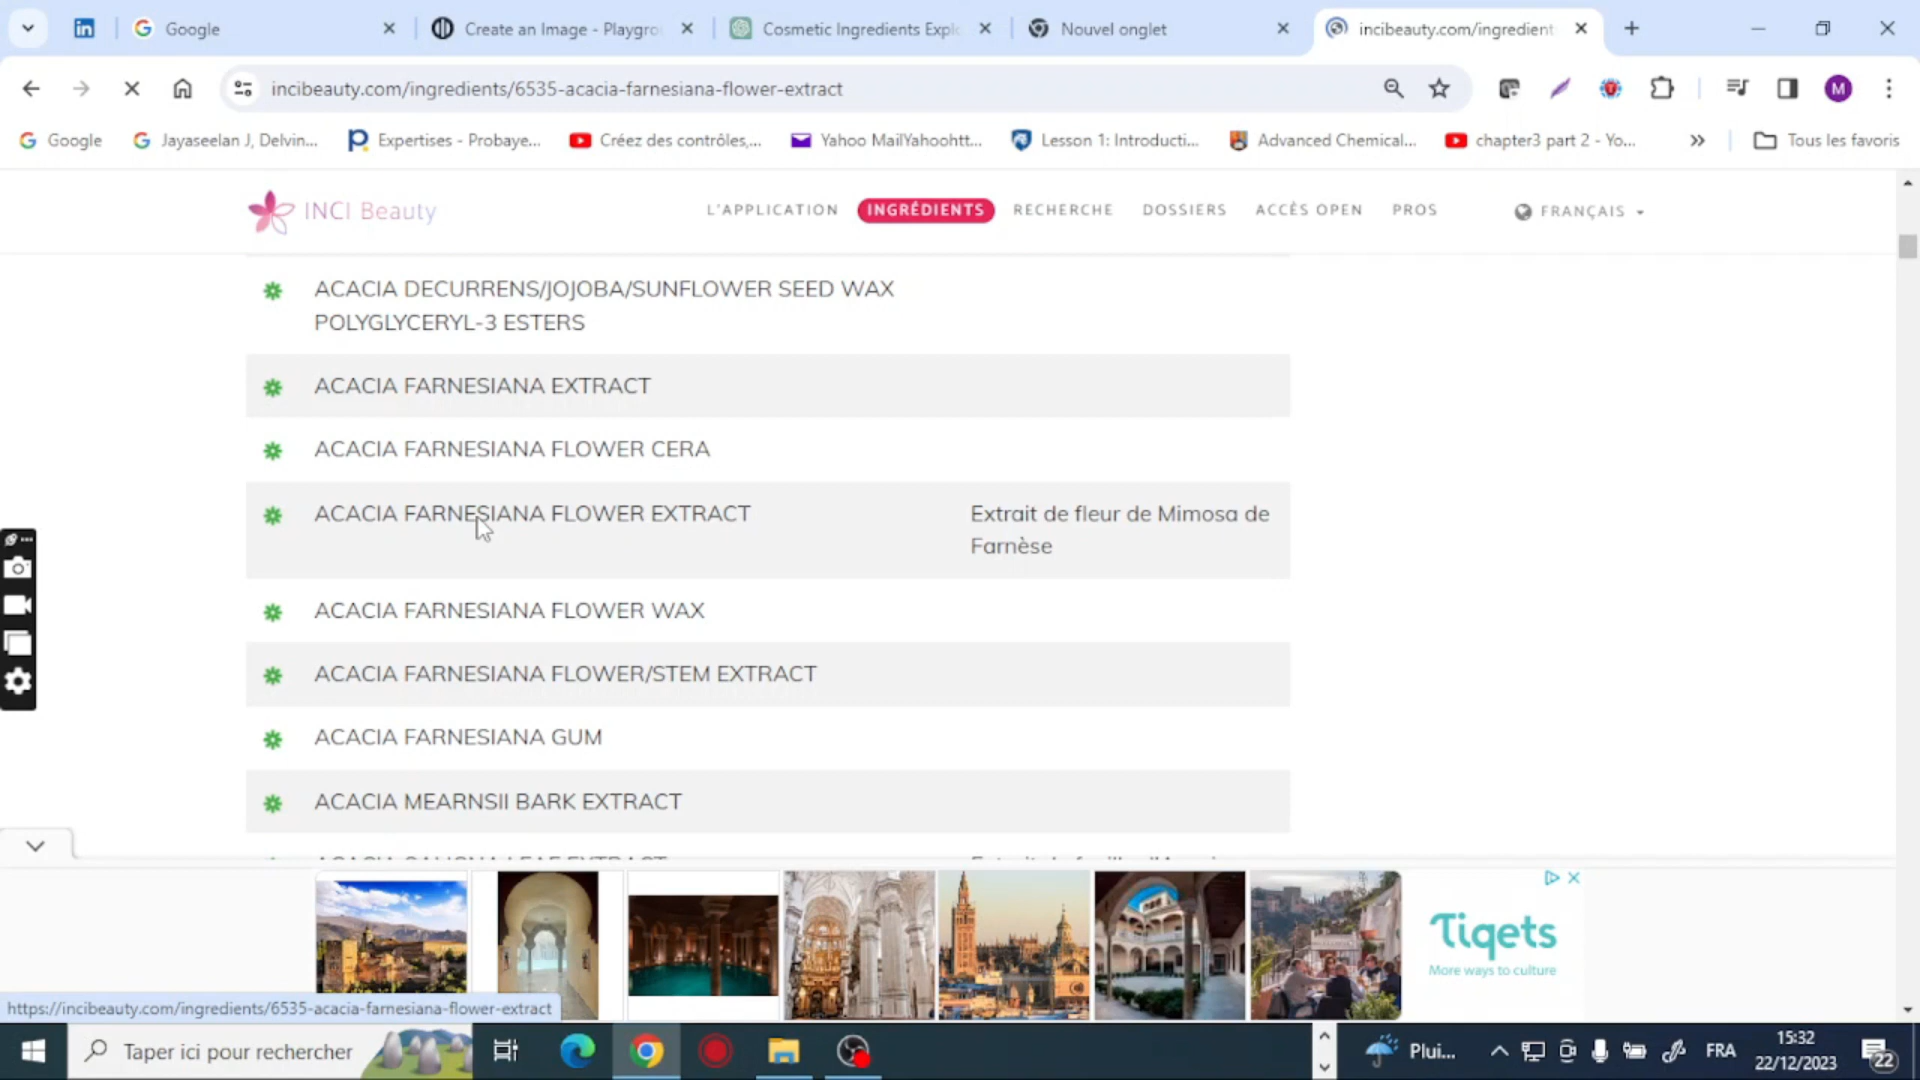 Google
Create an Image - Playgro
Cosmetic Ingredients Expl
Nouvel onglet
incibeauty.com/ingredient
incibeauty.com/ingredients/6535-acacia-farnesiana-flower-extract
M
Google
Jayaseelan J, Delvin...
Expertises - Probaye...
Créez des contrôles,...
Yahoo MailYahoohtt...
Lesson 1: Introducti...
Advanced Chemical...
chapter3 part 2 - Yo...
Tous les favoris
INCI Beauty
L'APPLICATION
INGRÉDIENTS
RECHERCHE
DOSSIERS
ACCÈS OPEN
PROS
FRANÇAIS
ACACIA DECURRENS/JOJOBA/SUNFLOWER SEED WAX
POLYGLYCERYL-3 ESTERS
ACACIA FARNESIANA EXTRACT
ACACIA FARNESIANA FLOWER CERA
ACACIA FARNESIANA FLOWER EXTRACT
Extrait de fleur de Mimosa de
Farnèse
ACACIA FARNESIANA FLOWER WAX
ACACIA FARNESIANA FLOWER/STEM EXTRACT
ACACIA FARNESIANA GUM
ACACIA MEARNSII BARK EXTRACT
Tiqets
More ways to culture
https://incibeauty.com/ingredients/6535-acacia-farnesiana-flower-extract
Taper ici pour rechercher
Plui...
FRA
15:32
22/12/2023
22